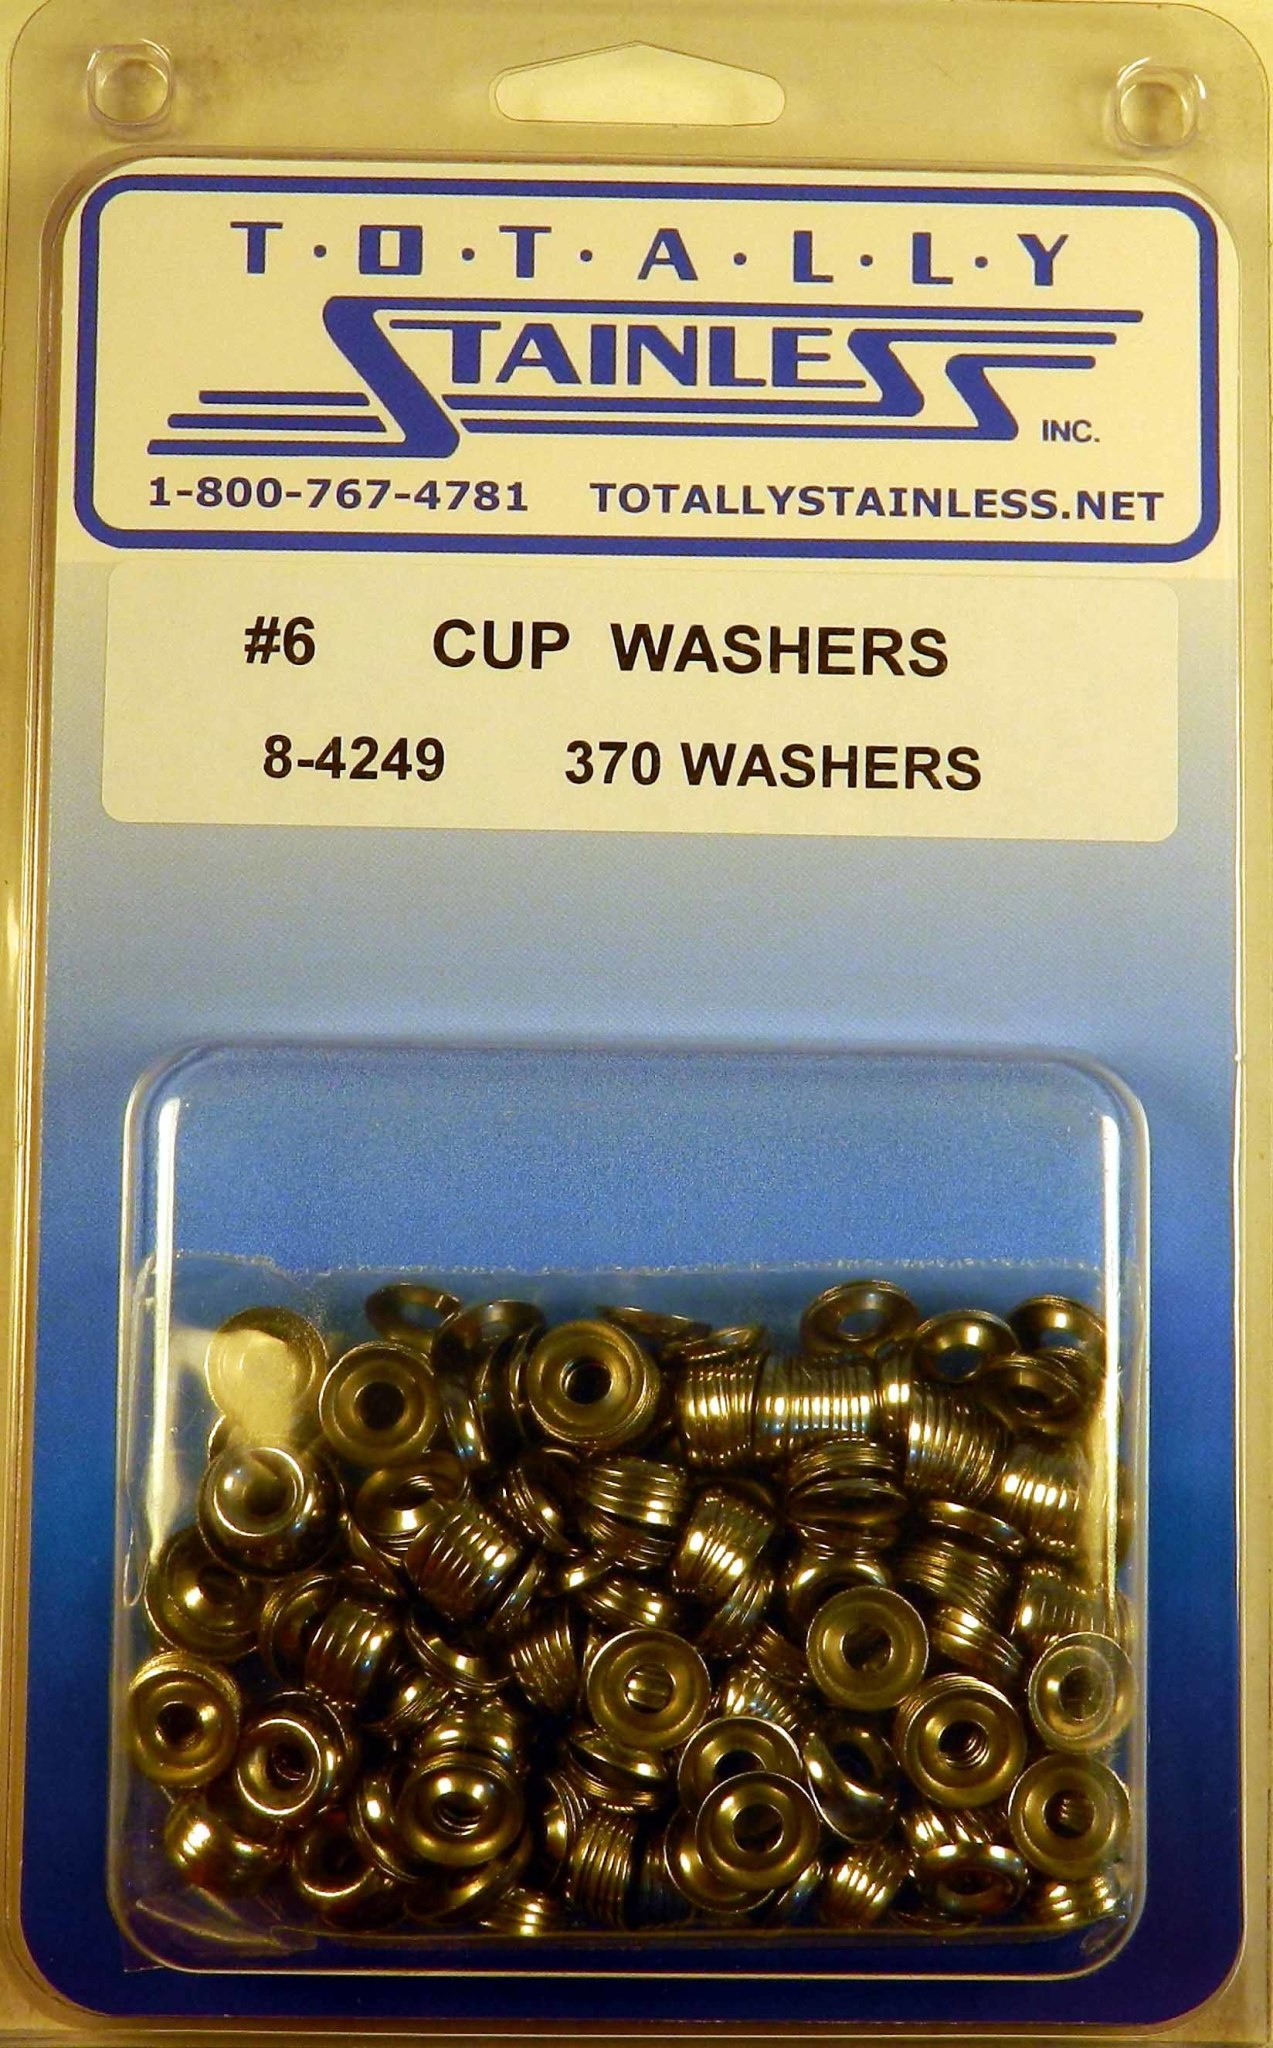 T·O·T·A·L·L·Y
STAINLESS INC.
1-800-767-4781 TOTALLYSTAINLESS.NET
#6 CUP WASHERS
8-4249 370 WASHERS